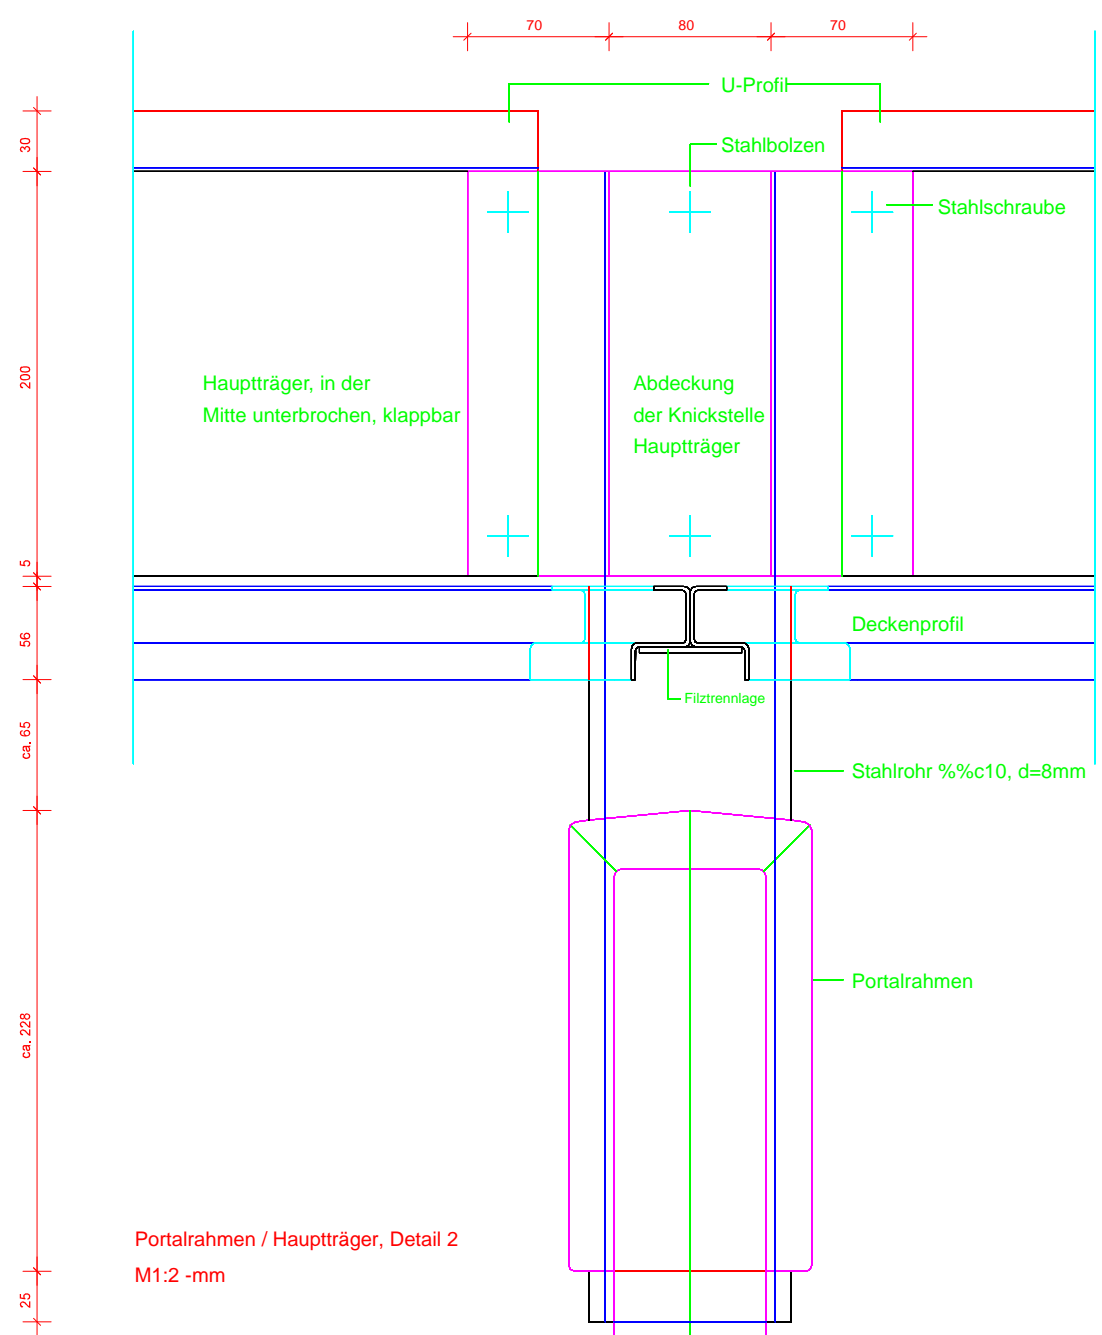 70
80
70
U-Profil
30
Stahlbolzen
Stahlschraube
200
Hauptträger, in der
Mitte unterbrochen, klappbar
Abdeckung
der Knickstelle
Hauptträger
5
56
Deckenprofil
Filztrennlage
ca. 65
Stahlrohr %%c10, d=8mm
Portalrahmen
ca. 228
Portalrahmen / Hauptträger, Detail 2
M1:2 -mm
25